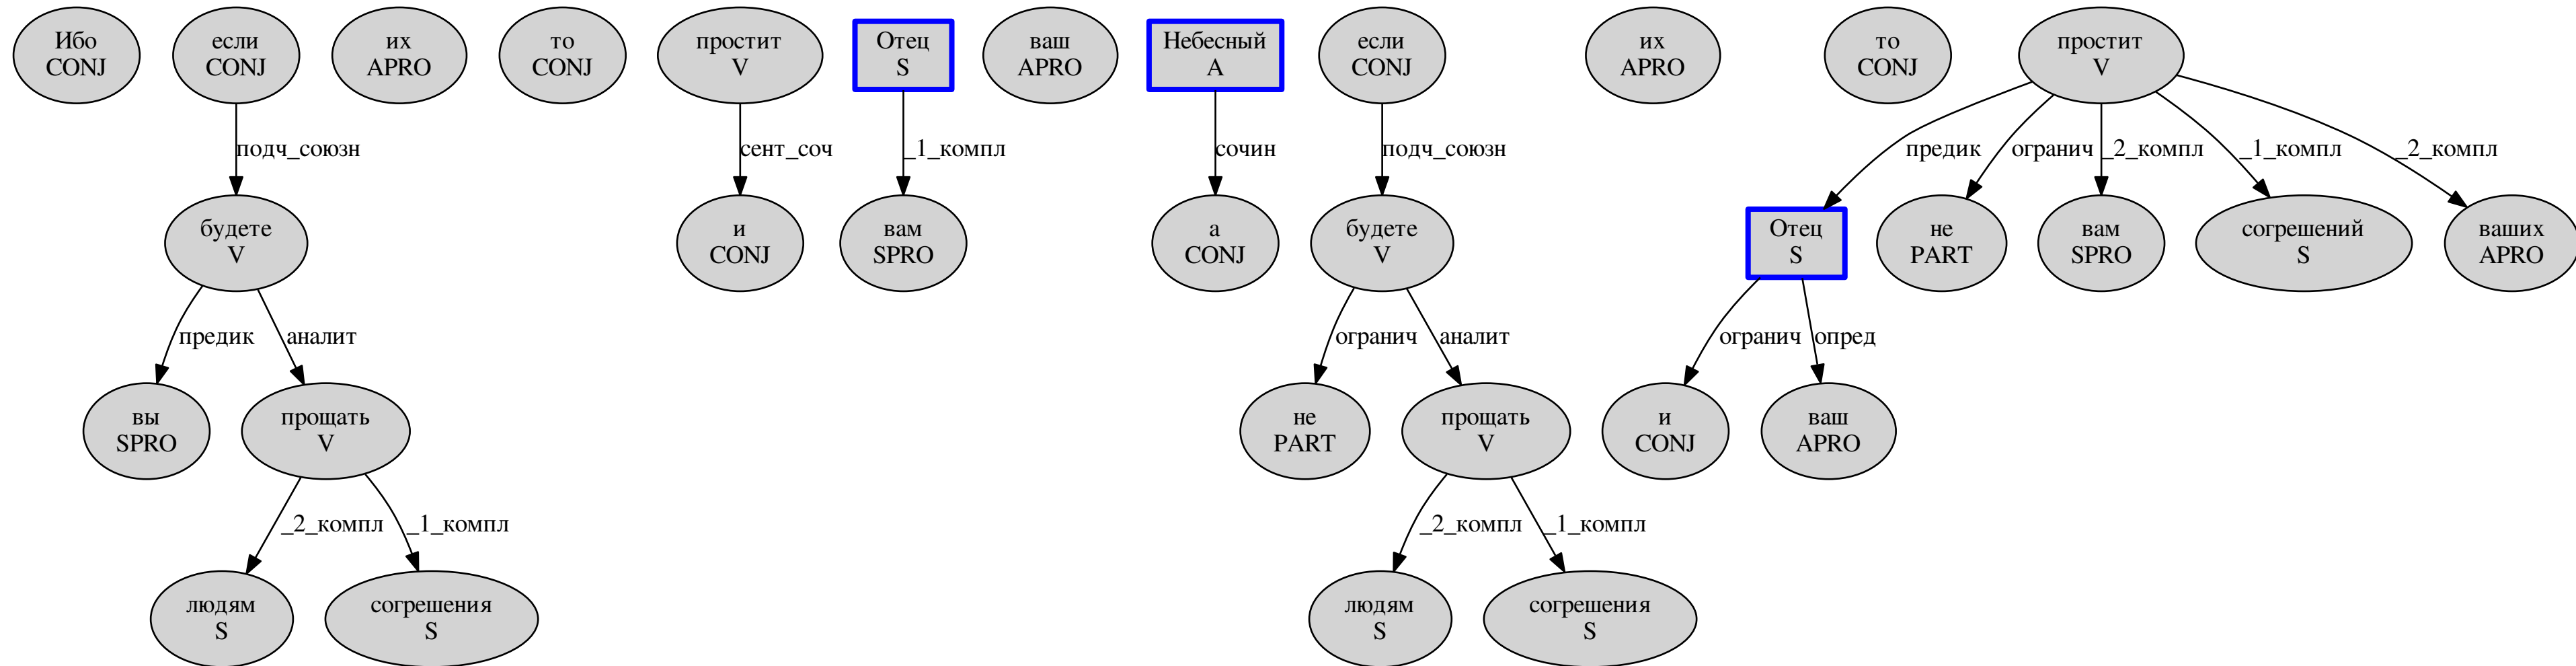 Ибо
CONJ
если
CONJ
их
APRO
то
CONJ
простит
V
Отец
S
ваш
APRO
Небесный
A
если
CONJ
их
APRO
то
CONJ
простит
V
подч_союзн
сент_соч
_1_компл
сочин
подч_союзн
предик
огранич
_2_компл
_1_компл
_2_компл
будете
V
и
CONJ
вам
SPRO
а
CONJ
будете
V
Отец
S
не
PART
вам
SPRO
согрешений
S
ваших
APRO
предик
аналит
огранич
аналит
огранич
опред
вы
SPRO
прощать
V
не
PART
прощать
V
и
CONJ
ваш
APRO
_2_компл
_1_компл
_2_компл
_1_компл
людям
S
согрешения
S
людям
S
согрешения
S